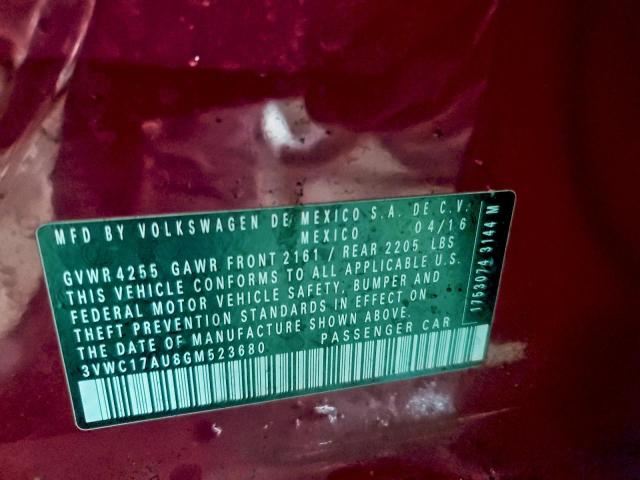 MFD BY VOLKSWAGEN DE MEXICO S.A. DE C.V.
MEXICO 04/16
GVWR 4255 GAWR FRONT 2161 / REAR 2205 LBS
THIS VEHICLE CONFORMS TO ALL APPLICABLE U.S.
FEDERAL MOTOR VEHICLE SAFETY, BUMPER AND
THEFT PREVENTION STANDARDS IN EFFECT ON
THE DATE OF MANUFACTURE SHOWN ABOVE.
3VWC17AU8GM523680 PASSENGER CAR
1753074 3144 M